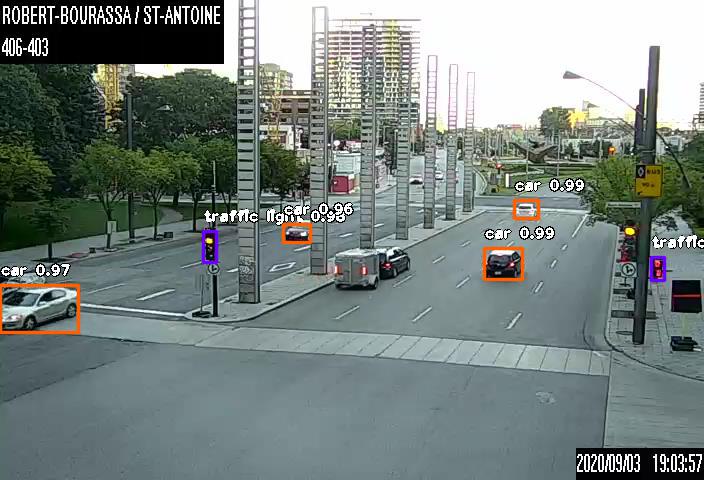 ROBERT-BOURASSA / ST-ANTOINE
406-403
car 0.99
car 0.96
traffic light 0.98
car 0.99
traffic
car 0.97
BUS
2020/09/03 19:03:57